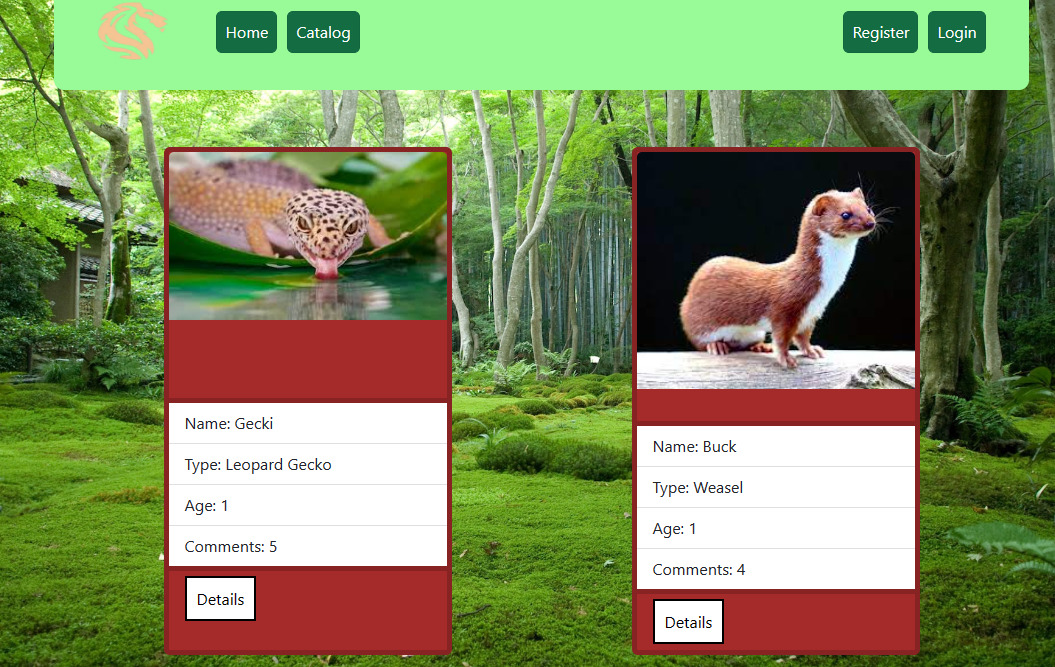 Home
Catalog
Register
Login
Name: Gecki
Type: Leopard Gecko
Age: 1
Comments: 5
Details
Name: Buck
Type: Weasel
Age: 1
Comments: 4
Details